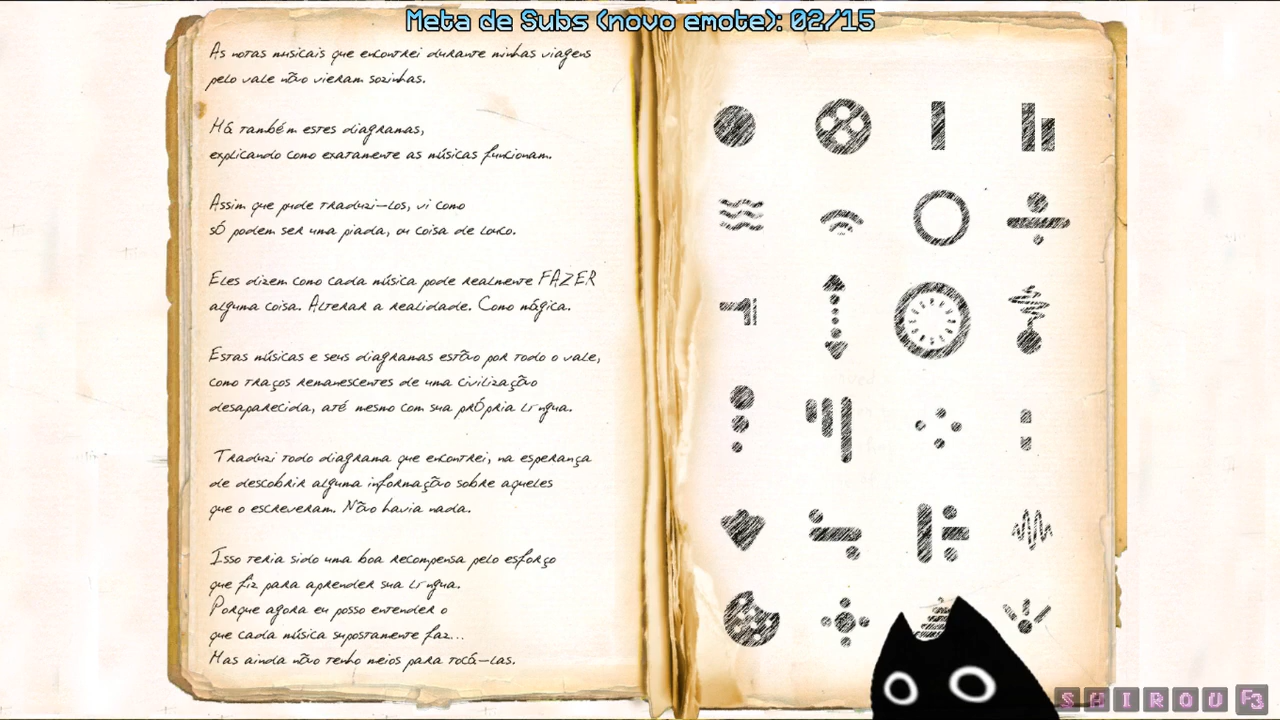 Meta de Subs (novo emote): 02/15
As notas musicais que encontrei durante minhas viagens
pelo vale não vieram sozinhas.
Há também estes diagramas,
explicando como exatamente as músicas funcionam.
Assim que pude traduzi-los, vi como
só podem ser uma piada, ou coisa de louco.
Eles dizem como cada música pode realmente FAZER
alguma coisa. Alterar a realidade. Como mágica.
Estas músicas e seus diagramas estão por todo o vale,
como traços remanescentes de uma civilização
desaparecida, até mesmo com sua própria língua.
Traduzi todo diagrama que encontrei, na esperança
de descobrir alguma informação sobre aqueles
que o escreveram. Não havia nada.
Isso teria sido uma boa recompensa pelo esforço
que fiz para aprender sua língua.
Porque agora eu posso entender o
que cada música supostamente faz...
Mas ainda não tenho meios para tocá-las.
SHIROU F3